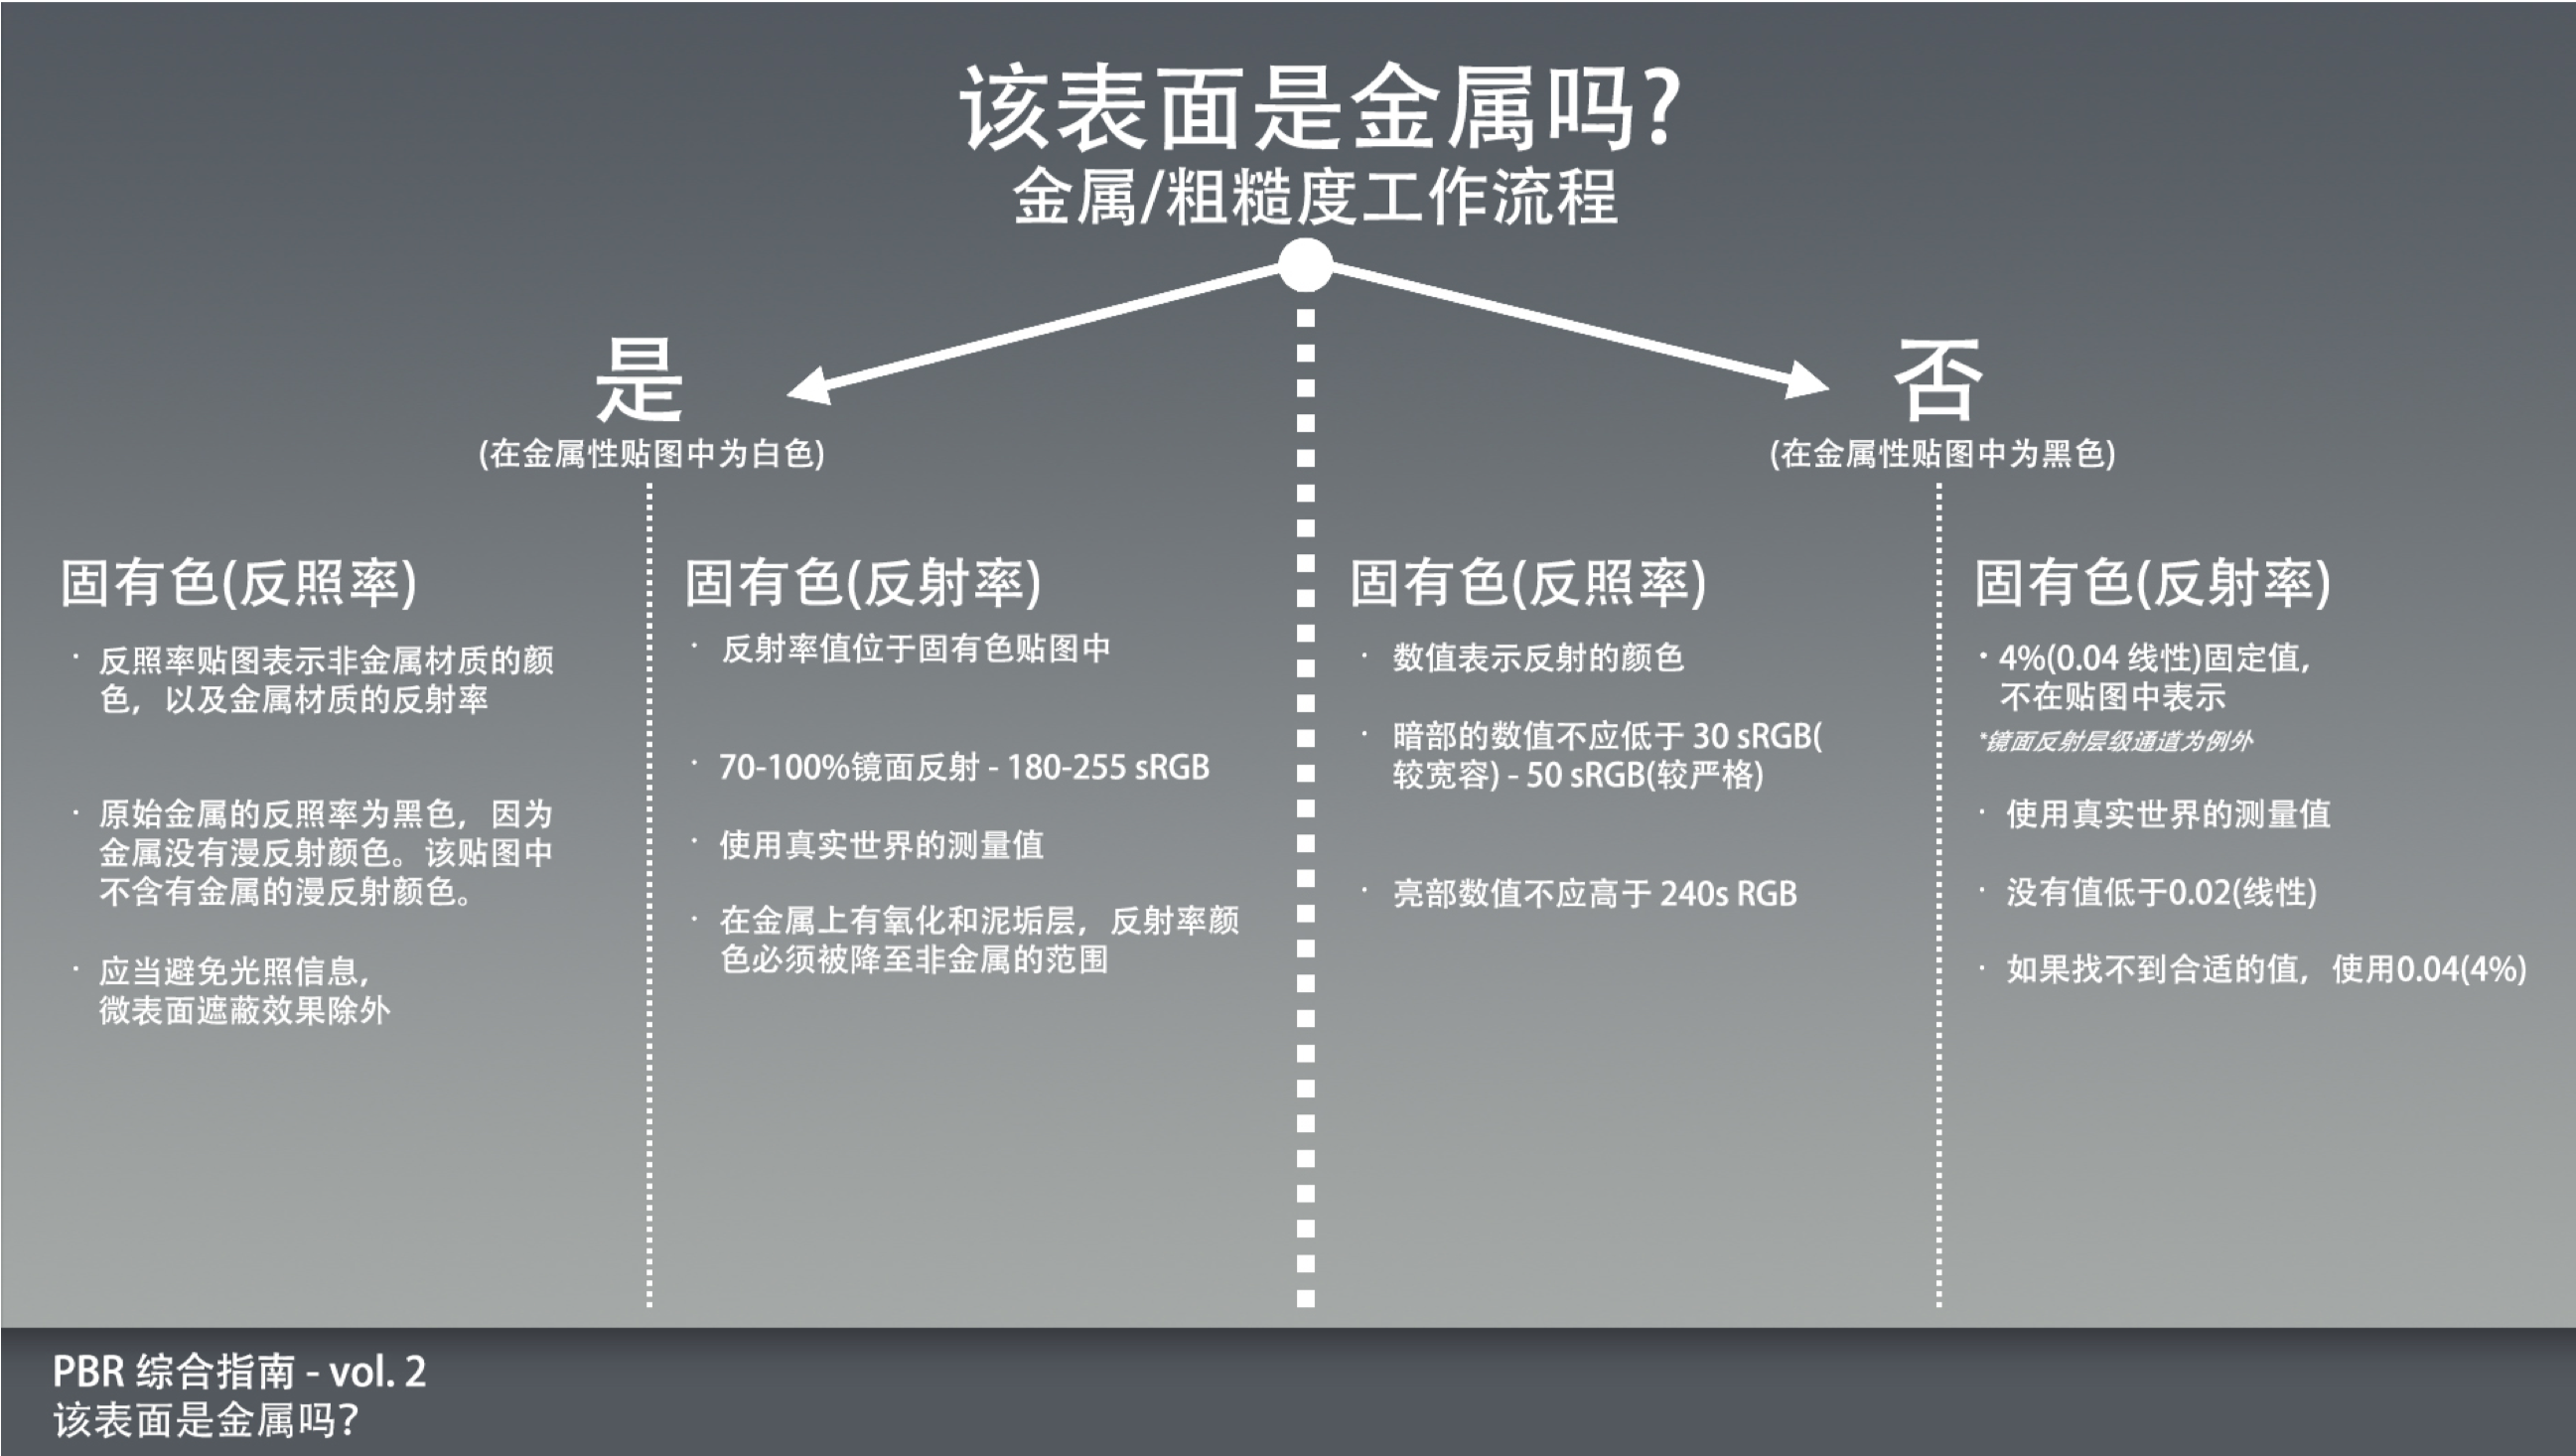 该表面是金属吗?
金属/粗糙度工作流程
是
(在金属性贴图中为白色)
固有色(反照率)
· 反照率贴图表示非金属材质的颜
色，以及金属材质的反射率
· 原始金属的反照率为黑色，因为
金属没有漫反射颜色。该贴图中
不含有金属的漫反射颜色。
· 应当避免光照信息，
微表面遮蔽效果除外
固有色(反射率)
· 反射率值位于固有色贴图中
· 70-100%镜面反射 - 180-255 sRGB
· 使用真实世界的测量值
· 在金属上有氧化和泥垢层，反射率颜
色必须被降至非金属的范围
否
(在金属性贴图中为黑色)
固有色(反照率)
· 数值表示反射的颜色
· 暗部的数值不应低于 30 sRGB(
较宽容) - 50 sRGB(较严格)
· 亮部数值不应高于 240s RGB
固有色(反射率)
· 4%(0.04 线性)固定值，
不在贴图中表示
*镜面反射层级通道为例外
· 使用真实世界的测量值
· 没有值低于0.02(线性)
· 如果找不到合适的值，使用0.04(4%)
PBR 综合指南 - vol. 2
该表面是金属吗?